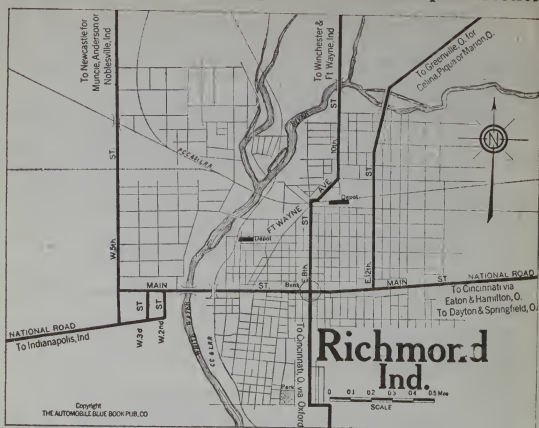 To Newcastle for
Muncie, Anderson or
Noblesville, Ind
To Winchester &
Ft Wayne, Ind
To Greenville, O. for
Celina, Piqua or Marion, O.
N
P.C.C. & St.L.R.R.
10th ST
FT WAYNE AVE
Depot
Depot
W. 5th ST.
E. 8th ST
E. 12th ST
MAIN ST.
Bank
MAIN ST
NATIONAL ROAD
To Cincinnati via
Eaton & Hamilton, O.
To Dayton & Springfield, O.
NATIONAL ROAD
To Indianapolis, Ind
W. 3d ST
W. 2nd ST
WHITE WATER
RIVER
To Cincinnati, O. via Oxford
Park
Richmond
Ind.
0 0.1 0.2 0.3 0.4 0.5 Miles
SCALE
Copyright
THE AUTOMOBILE BLUE BOOK PUB. CO